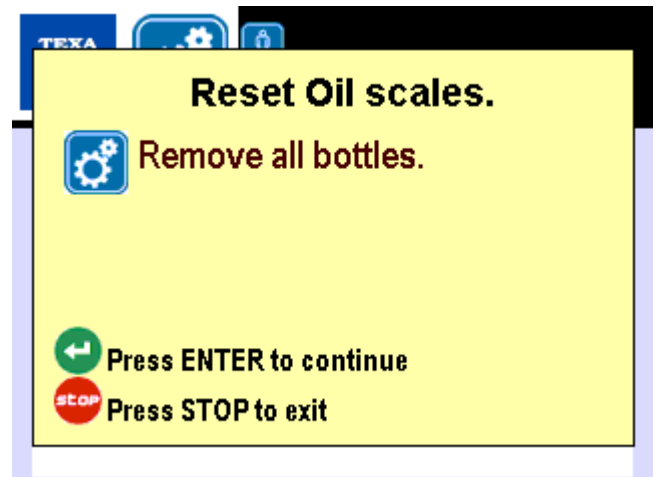 TEXA
Reset Oil scales.
Remove all bottles.
Press ENTER to continue
stop
Press STOP to exit